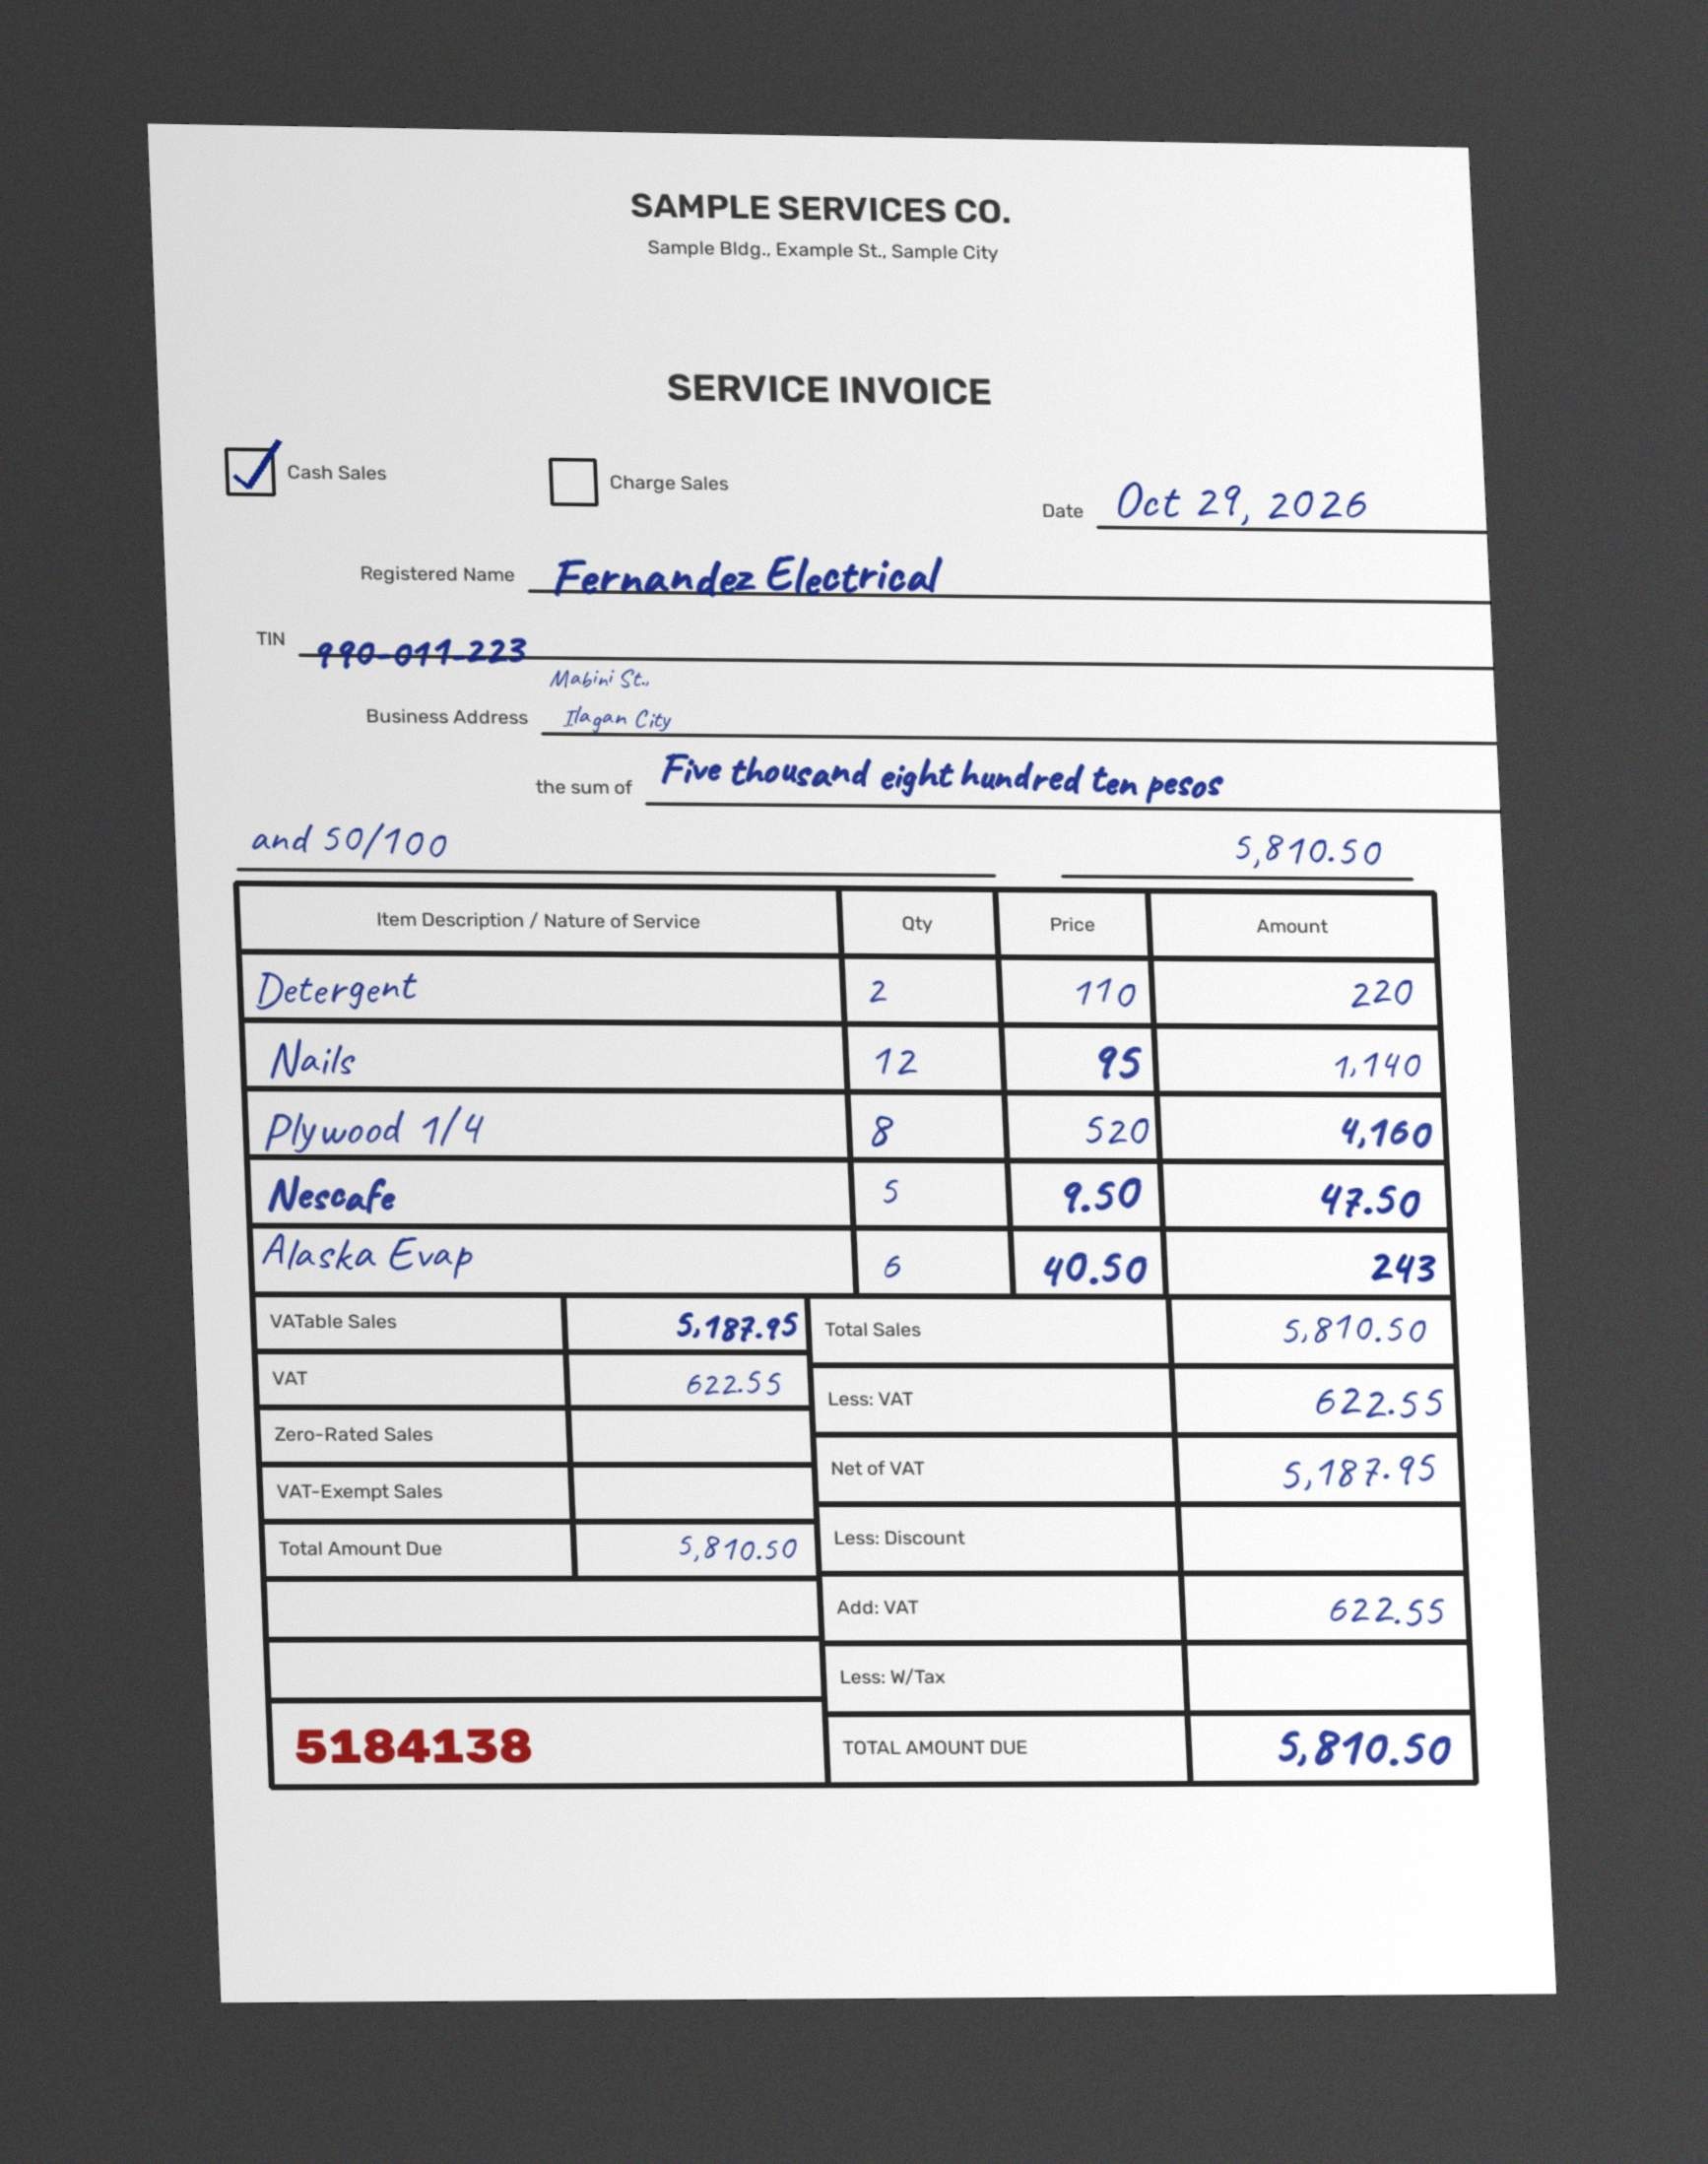 SAMPLE SERVICES CO.
Sample Bldg., Example St., Sample City
SERVICE INVOICE
Cash Sales Charge Sales Date Oct 29, 2026
Registered Name Fernandez Electrical
TIN 990-011-223
Mabini St.,
Business Address Ilagan City
the sum of Five thousand eight hundred ten pesos
and 50/100 5,810.50
Item Description / Nature of Service Qty Price Amount
Detergent 2 110 220
Nails 12 95 1,140
Plywood 1/4 8 520 4,160
Nescafe 5 9.50 47.50
Alaska Evap 6 40.50 243
VATable Sales 5,187.95 Total Sales 5,810.50
VAT 622.55 Less: VAT 622.55
Zero-Rated Sales Net of VAT 5,187.95
VAT-Exempt Sales Less: Discount
Total Amount Due 5,810.50 Add: VAT 622.55
Less: W/Tax
5184138 TOTAL AMOUNT DUE 5,810.50